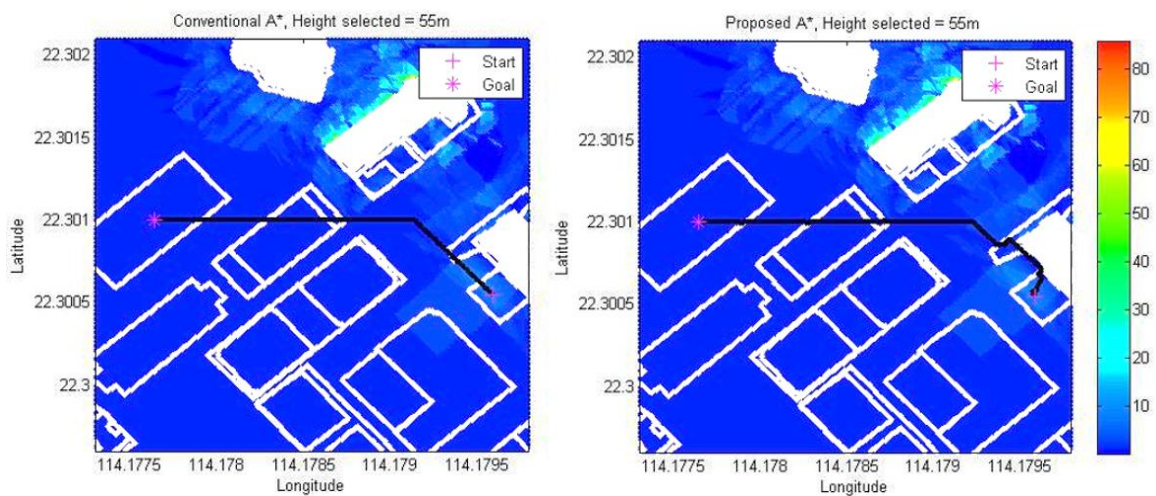 Conventional A*, Height selected = 55m
22.302
22.3015
22.301
22.3005
22.3
Latitude
Start
Goal
114.1775 114.178 114.1785 114.179 114.1795
Longitude
Proposed A*, Height selected = 55m
22.302
22.3015
22.301
22.3005
22.3
Latitude
Start
Goal
114.1775 114.178 114.1785 114.179 114.1795
Longitude
80
70
60
50
40
30
20
10